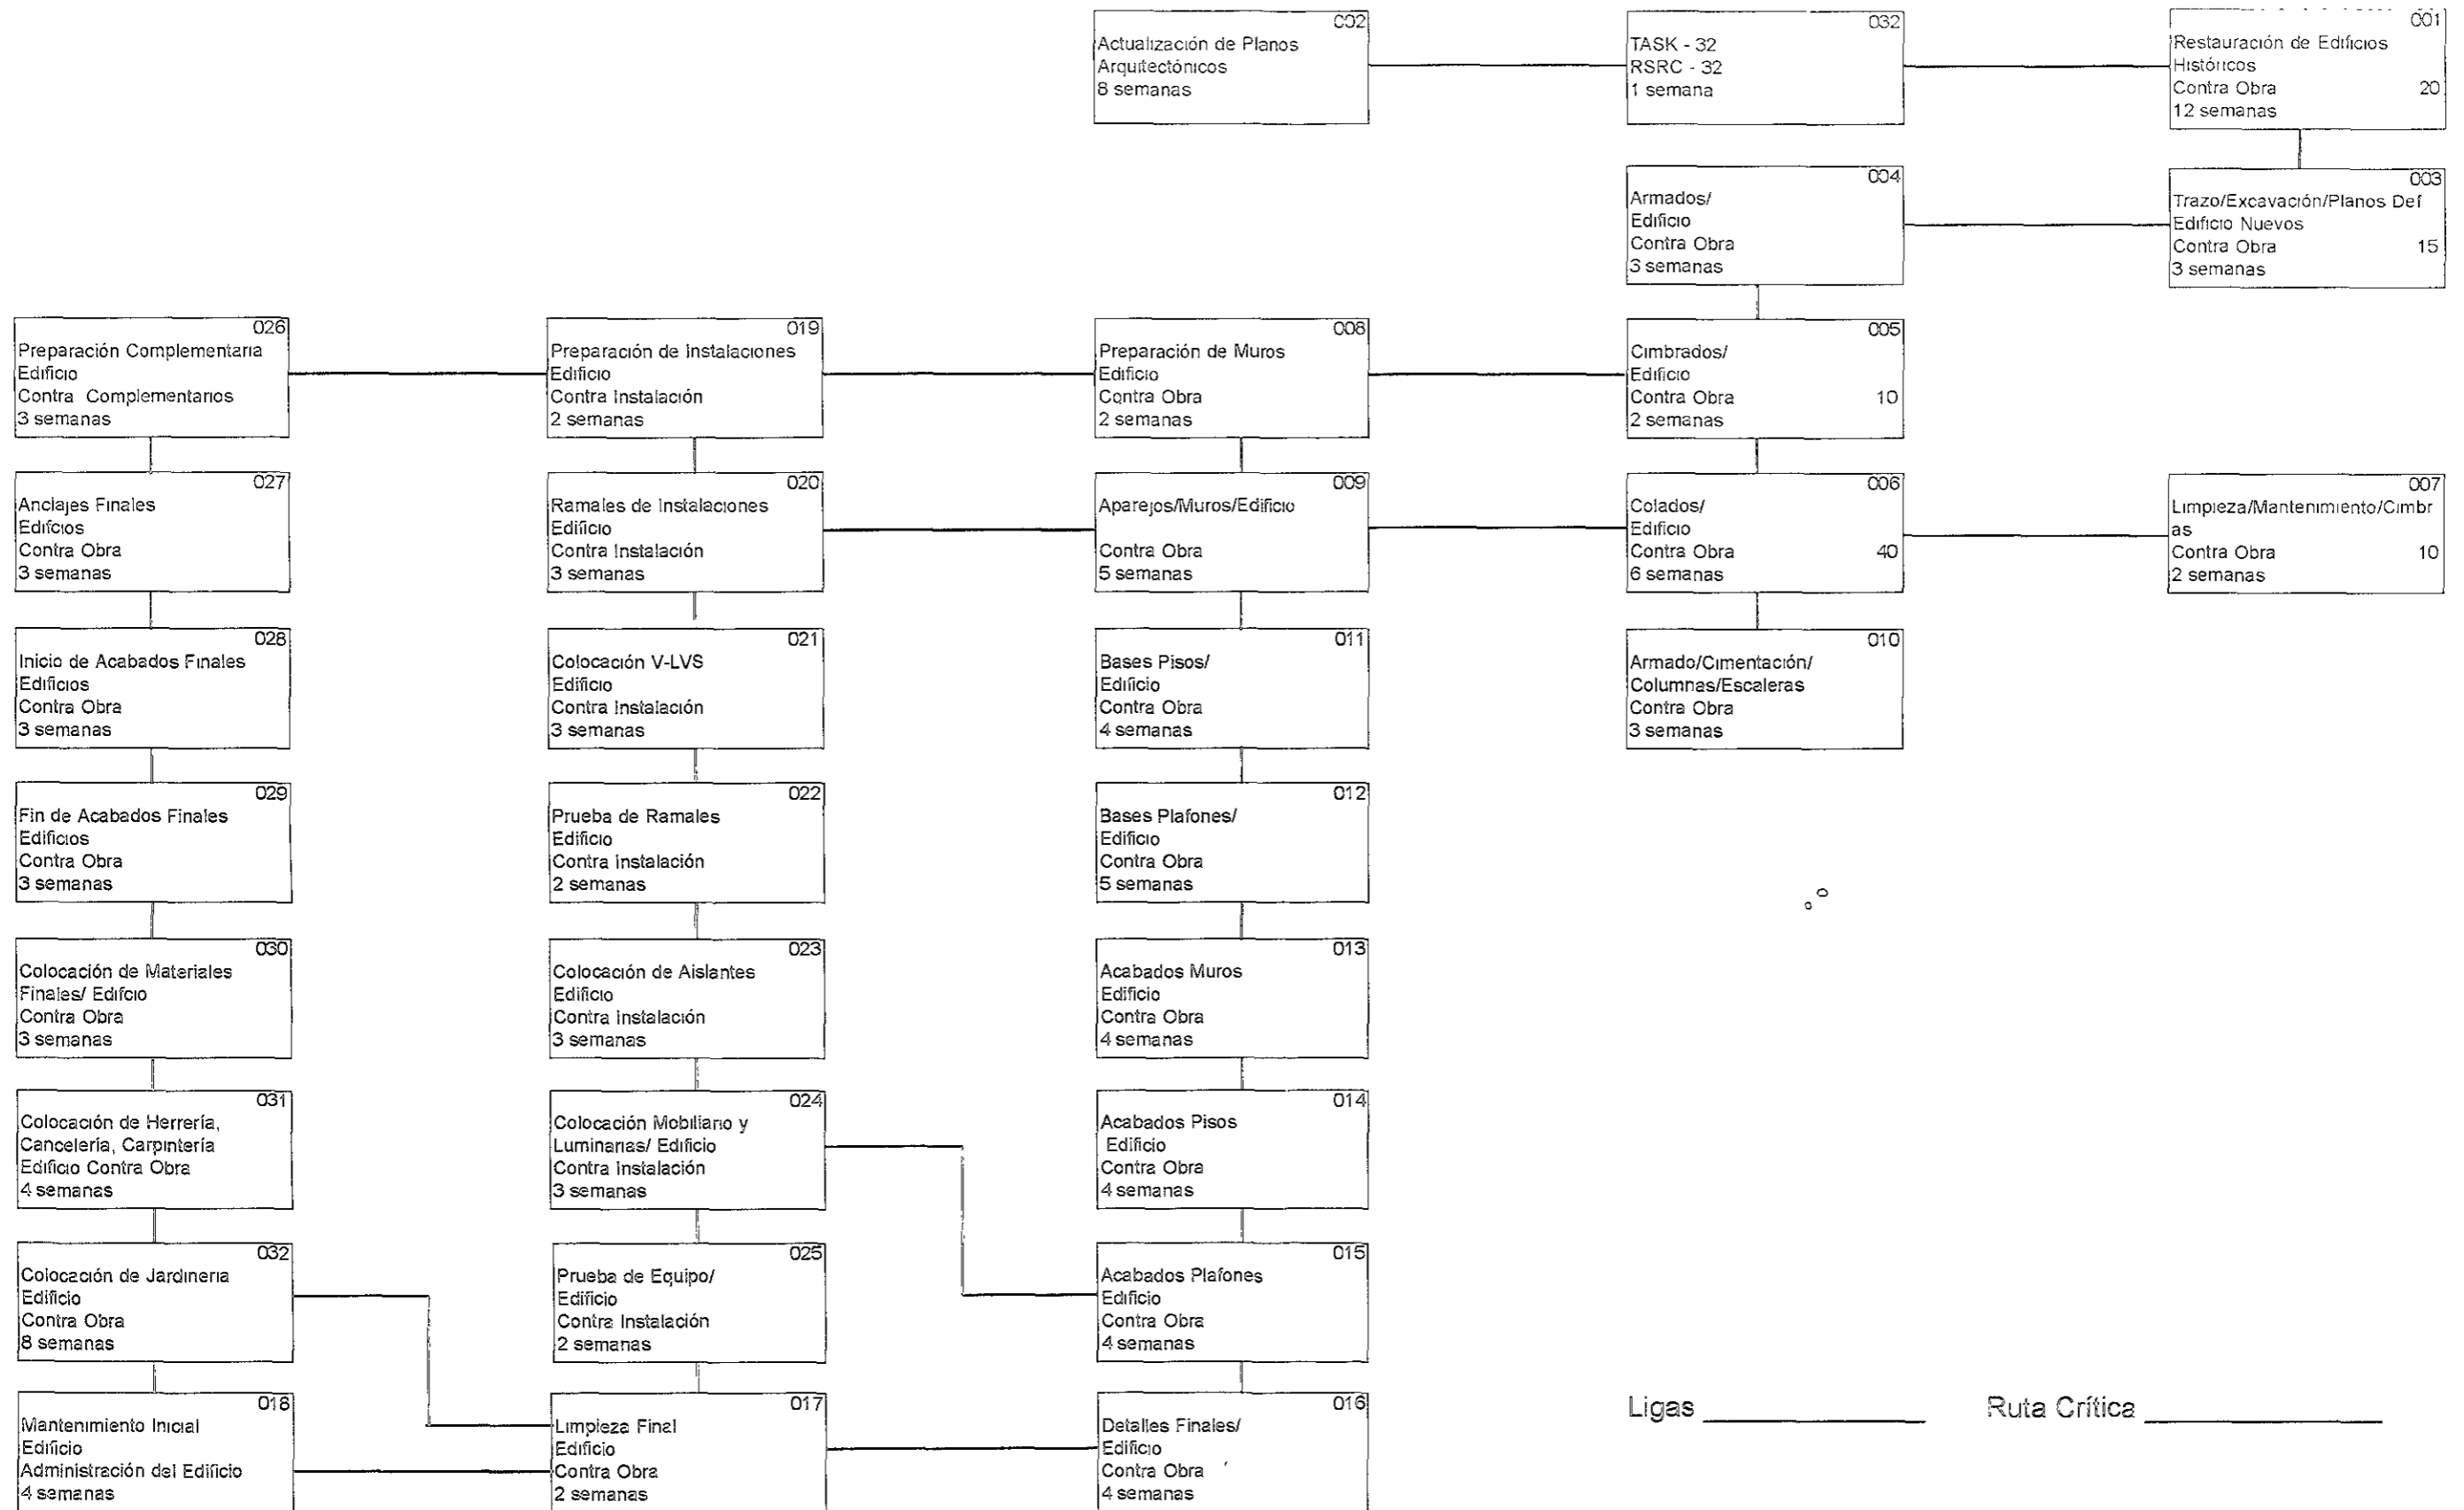 002
Actualización de Planos
Arquitectónicos
8 semanas
032
TASK - 32
RSRC - 32
1 semana
001
Restauración de Edificios
Históricos
Contra Obra 20
12 semanas
004
Armados/
Edificio
Contra Obra
3 semanas
003
Trazo/Excavación/Planos Def
Edificio Nuevos
Contra Obra 15
3 semanas
026
Preparación Complementaria
Edificio
Contra Complementarios
3 semanas
019
Preparación de Instalaciones
Edificio
Contra Instalación
2 semanas
008
Preparación de Muros
Edificio
Contra Obra
2 semanas
005
Cimbrados/
Edificio
Contra Obra 10
2 semanas
027
Anclajes Finales
Edifcios
Contra Obra
3 semanas
020
Ramales de Instalaciones
Edificio
Contra Instalación
3 semanas
009
Aparejos/Muros/Edificio
Contra Obra
5 semanas
006
Colados/
Edificio
Contra Obra 40
6 semanas
007
Limpieza/Mantenimiento/Cimbr
as
Contra Obra 10
2 semanas
028
Inicio de Acabados Finales
Edificios
Contra Obra
3 semanas
021
Colocación V-LVS
Edificio
Contra Instalación
3 semanas
011
Bases Pisos/
Edificio
Contra Obra
4 semanas
010
Armado/Cimentación/
Columnas/Escaleras
Contra Obra
3 semanas
029
Fin de Acabados Finales
Edificios
Contra Obra
3 semanas
022
Prueba de Ramales
Edificio
Contra Instalación
2 semanas
012
Bases Plafones/
Edificio
Contra Obra
5 semanas
030
Colocación de Materiales
Finales/ Edifcio
Contra Obra
3 semanas
023
Colocación de Aislantes
Edificio
Contra Instalación
3 semanas
013
Acabados Muros
Edificio
Contra Obra
4 semanas
031
Colocación de Herrería,
Cancelería, Carpintería
Edificio Contra Obra
4 semanas
024
Colocación Mobiliario y
Luminarias/ Edificio
Contra Instalación
3 semanas
014
Acabados Pisos
Edificio
Contra Obra
4 semanas
032
Colocación de Jardineria
Edificio
Contra Obra
8 semanas
025
Prueba de Equipo/
Edificio
Contra Instalación
2 semanas
015
Acabados Plafones
Edificio
Contra Obra
4 semanas
018
Mantenimiento Inicial
Edificio
Administración del Edificio
4 semanas
017
Limpieza Final
Edificio
Contra Obra
2 semanas
016
Detalles Finales/
Edificio
Contra Obra
4 semanas
Ligas
Ruta Crítica